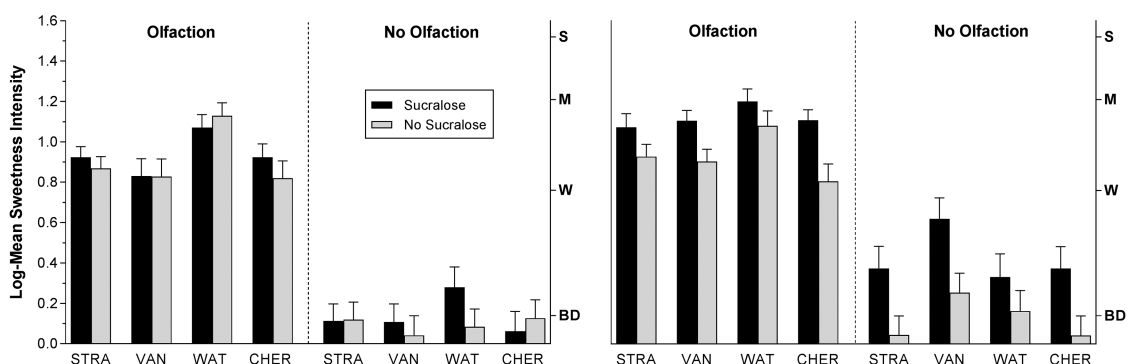 Log-Mean Sweetness Intensity
1.6
1.4
1.2
1.0
0.8
0.6
0.4
0.2
0.0
Olfaction
No Olfaction
Sucralose
No Sucralose
S
M
W
BD
STRA VAN WAT CHER STRA VAN WAT CHER
Olfaction
No Olfaction
S
M
W
BD
STRA VAN WAT CHER STRA VAN WAT CHER